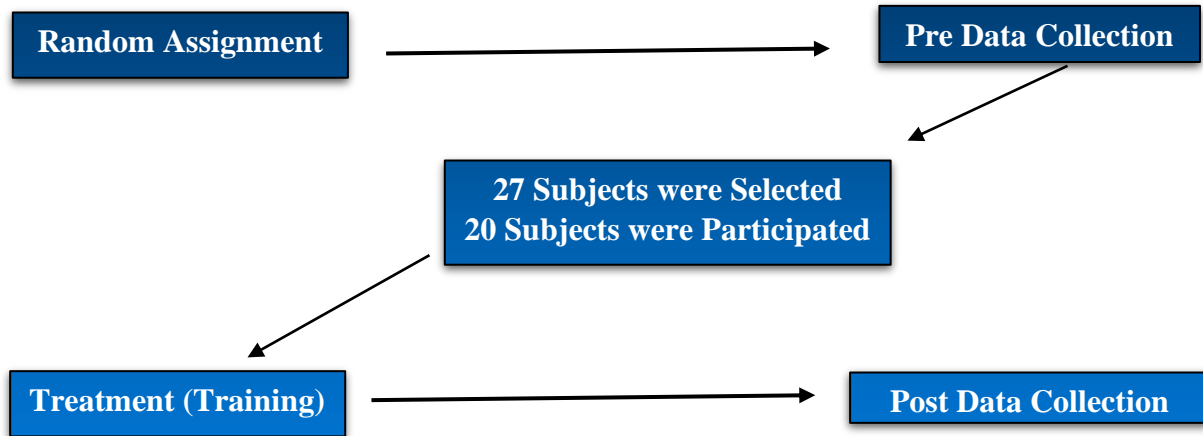 Random Assignment
Pre Data Collection
27 Subjects were Selected
20 Subjects were Participated
Treatment (Training)
Post Data Collection